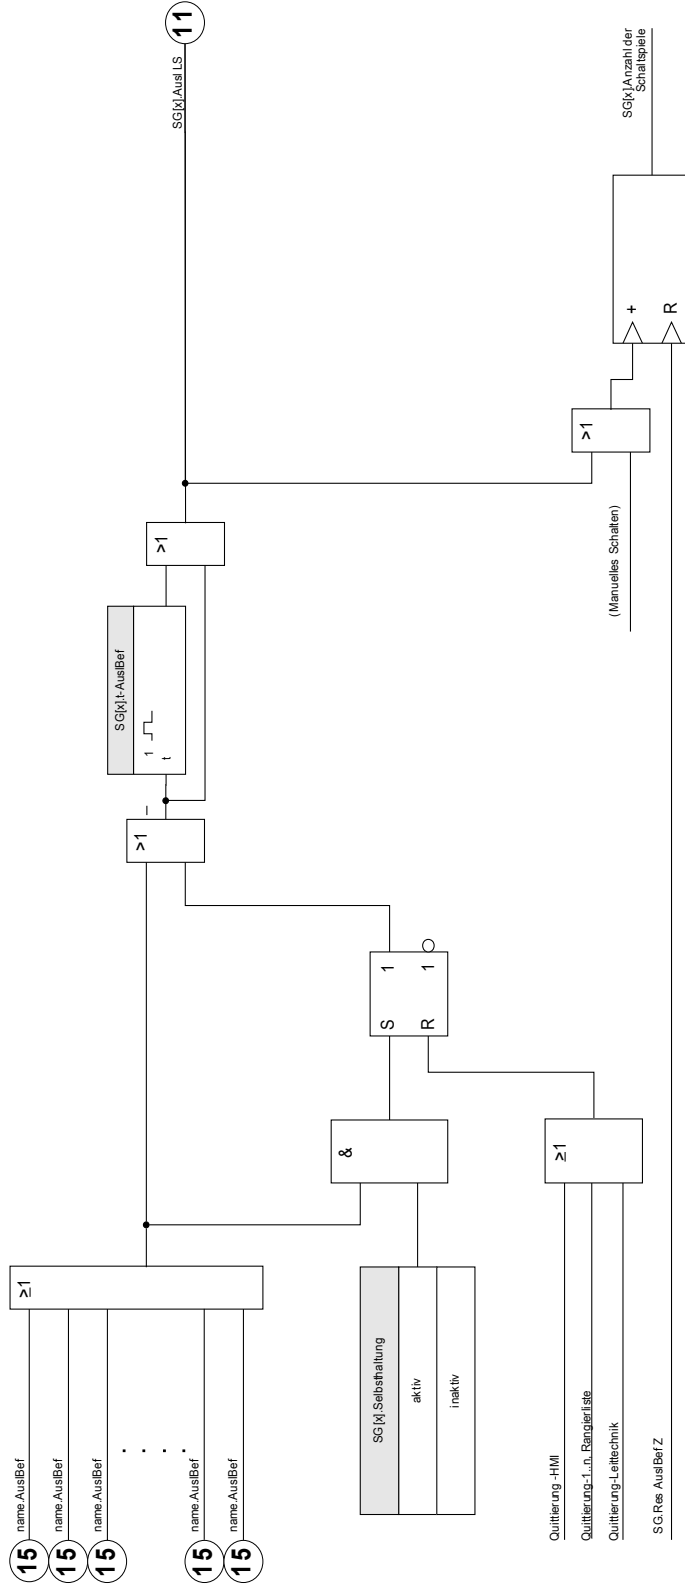 15
name.AuslBef
15
name.AuslBef
15
name.AuslBef
. . . .
15
name.AuslBef
15
name.AuslBef
≥1
SG[x].Selbsthaltung
aktiv
inaktiv
&
Quittierung -HMI
Quittierung-1..n, Rangierliste
Quittierung-Leittechnik
≥1
S 1
R 1
>1
SG[x].t-AuslBef
1
t
>1
SG[x].Ausl LS
11
(Manuelles Schalten)
>1
SG.Res AuslBef Z
+
R
SG[x].Anzahl der
Schaltspiele